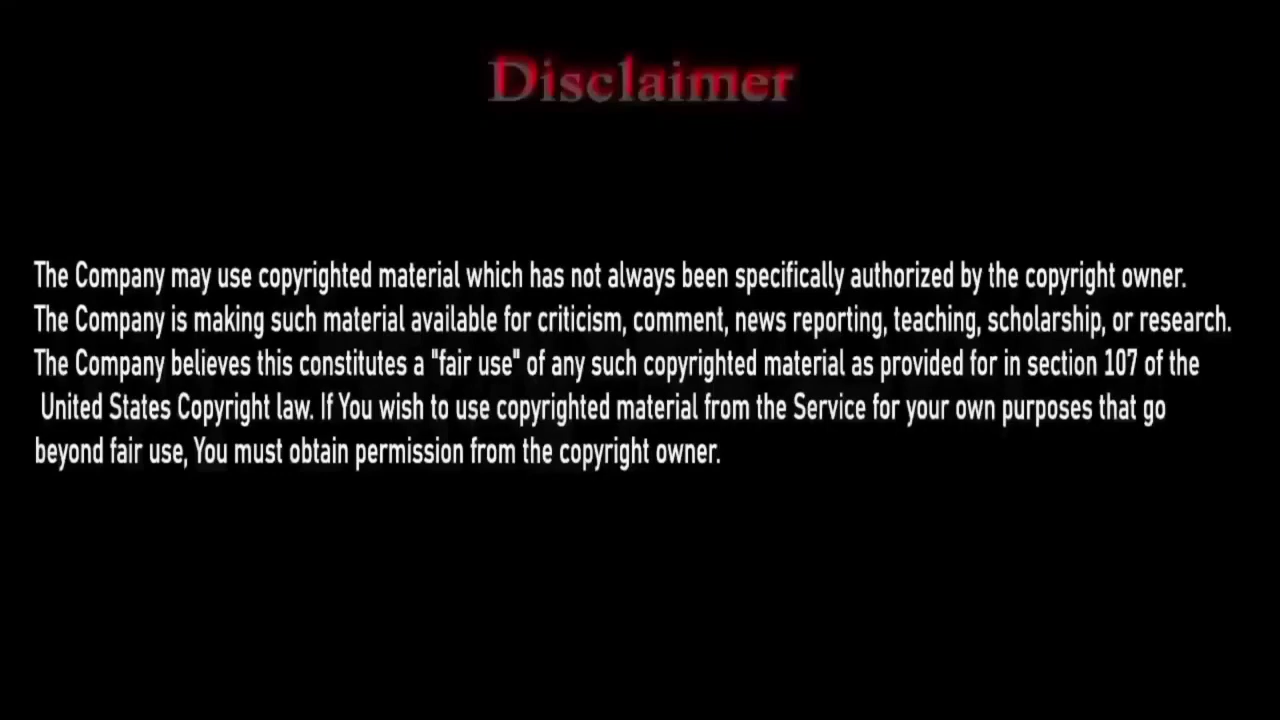 Disclaimer
The Company may use copyrighted material which has not always been specifically authorized by the copyright owner.
The Company is making such material available for criticism, comment, news reporting, teaching, scholarship, or research.
The Company believes this constitutes a "fair use" of any such copyrighted material as provided for in section 107 of the
United States Copyright law. If You wish to use copyrighted material from the Service for your own purposes that go
beyond fair use, You must obtain permission from the copyright owner.